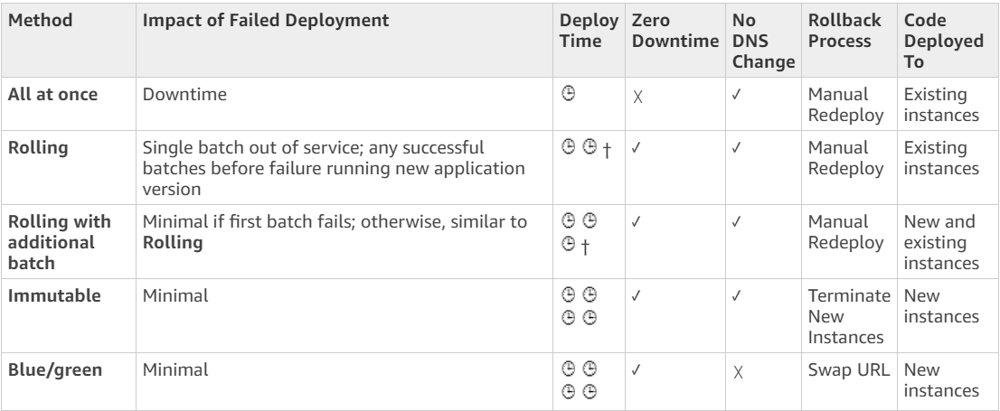 Method Impact of Failed Deployment Deploy Time Zero Downtime No DNS Change Rollback Process Code Deployed To
All at once Downtime 🕒 ☓ ✓ Manual Redeploy Existing instances
Rolling Single batch out of service; any successful batches before failure running new application version 🕒 🕒 † ✓ ✓ Manual Redeploy Existing instances
Rolling with additional batch Minimal if first batch fails; otherwise, similar to Rolling 🕒 🕒 🕒 † ✓ ✓ Manual Redeploy New and existing instances
Immutable Minimal 🕒 🕒 🕒 🕒 ✓ ✓ Terminate New Instances New instances
Blue/green Minimal 🕒 🕒 🕒 🕒 ✓ ☓ Swap URL New instances